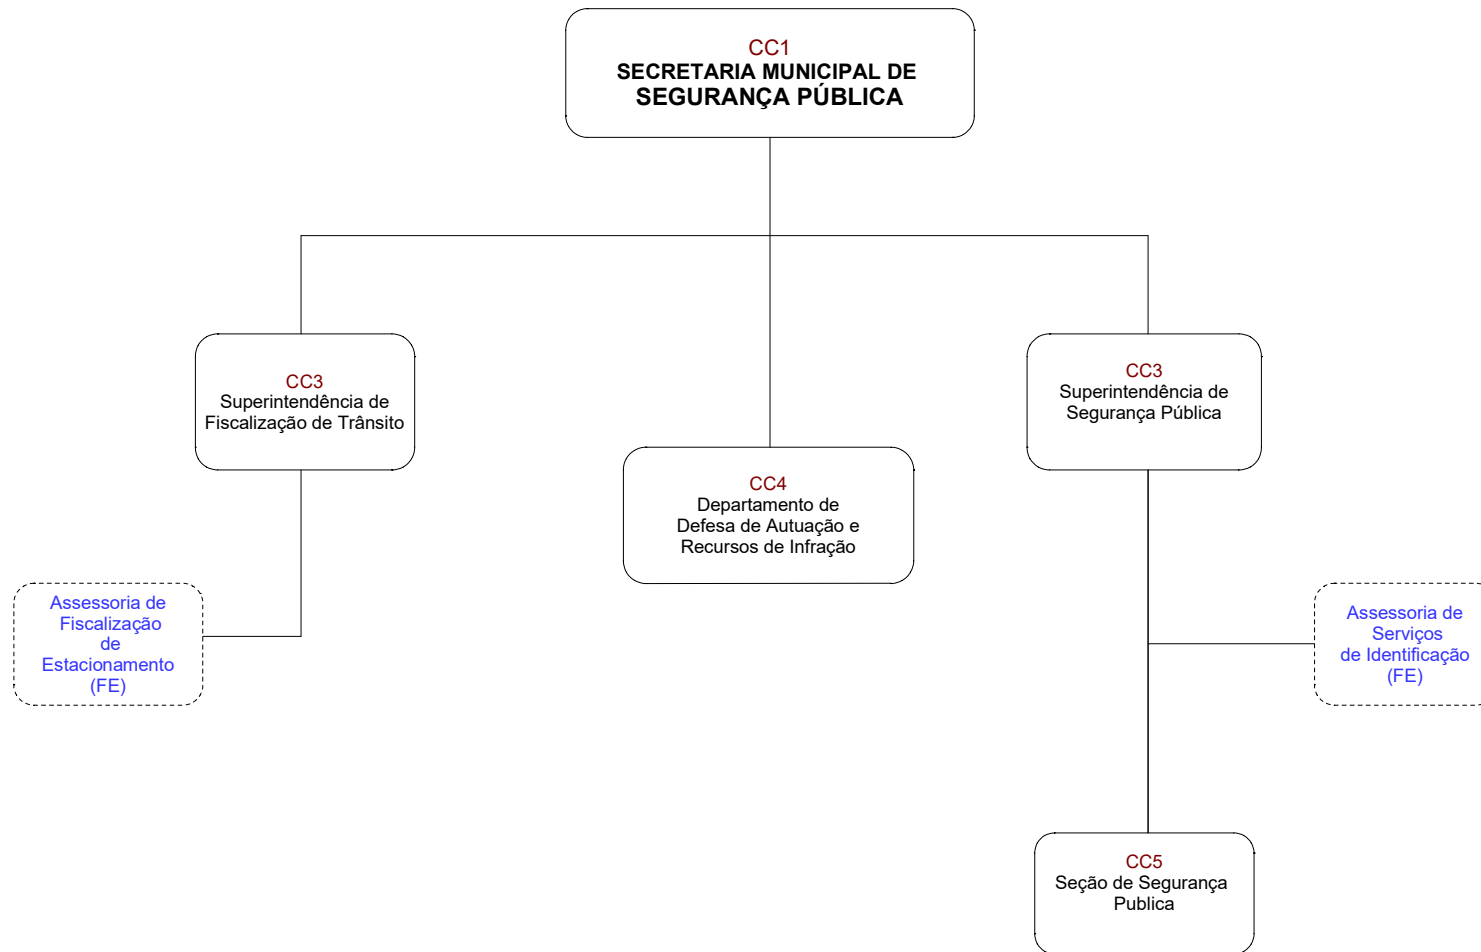 CC1
SECRETARIA MUNICIPAL DE
SEGURANÇA PÚBLICA
CC3
Superintendência de
Fiscalização de Trânsito
CC3
Superintendência de
Segurança Pública
CC4
Departamento de
Defesa de Autuação e
Recursos de Infração
Assessoria de
Fiscalização
de
Estacionamento
(FE)
Assessoria de
Serviços
de Identificação
(FE)
CC5
Seção de Segurança
Publica